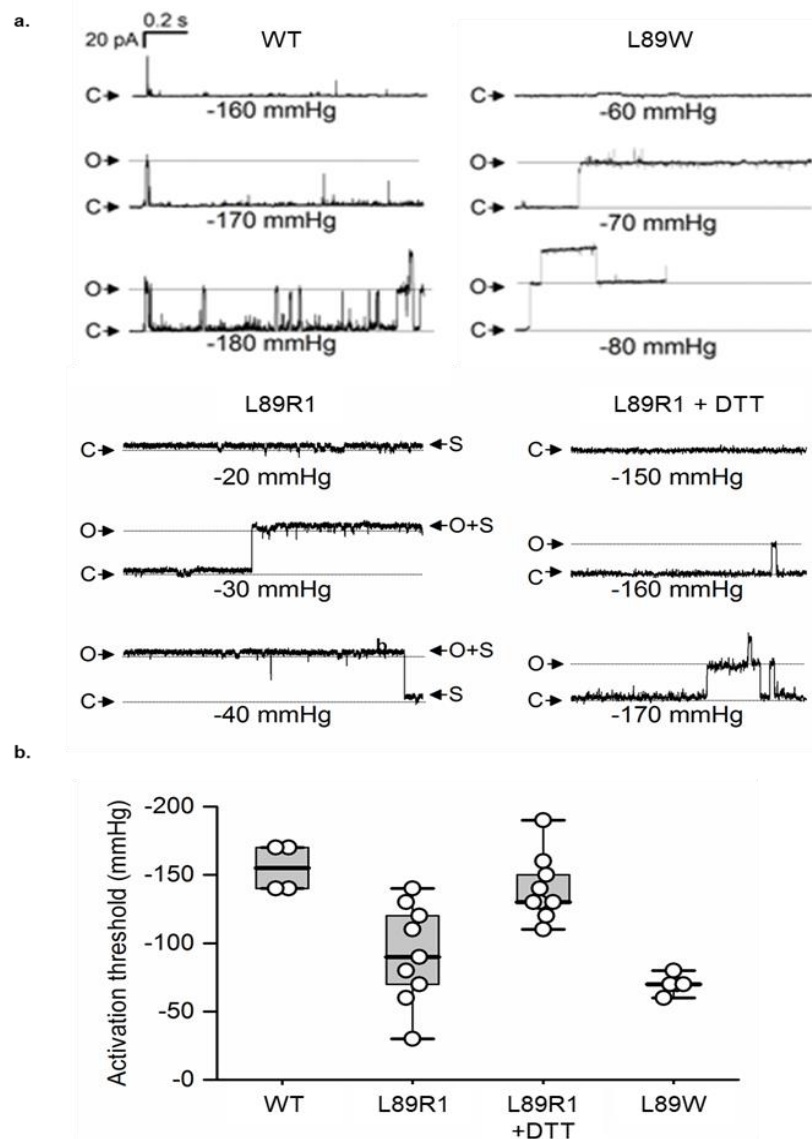 a.
0.2 s
20 pA
WT
L89W
C
-160 mmHg
C
-60 mmHg
O
C
-170 mmHg
O
C
-70 mmHg
O
C
-180 mmHg
O
C
-80 mmHg
L89R1
L89R1 + DTT
C
S
-20 mmHg
C
-150 mmHg
O
O+S
C
-30 mmHg
O
C
-160 mmHg
b
O
O+S
C
S
-40 mmHg
O
C
-170 mmHg
b.
Activation threshold (mmHg)
-200
-150
-100
-50
-0
WT
L89R1
L89R1
+DTT
L89W